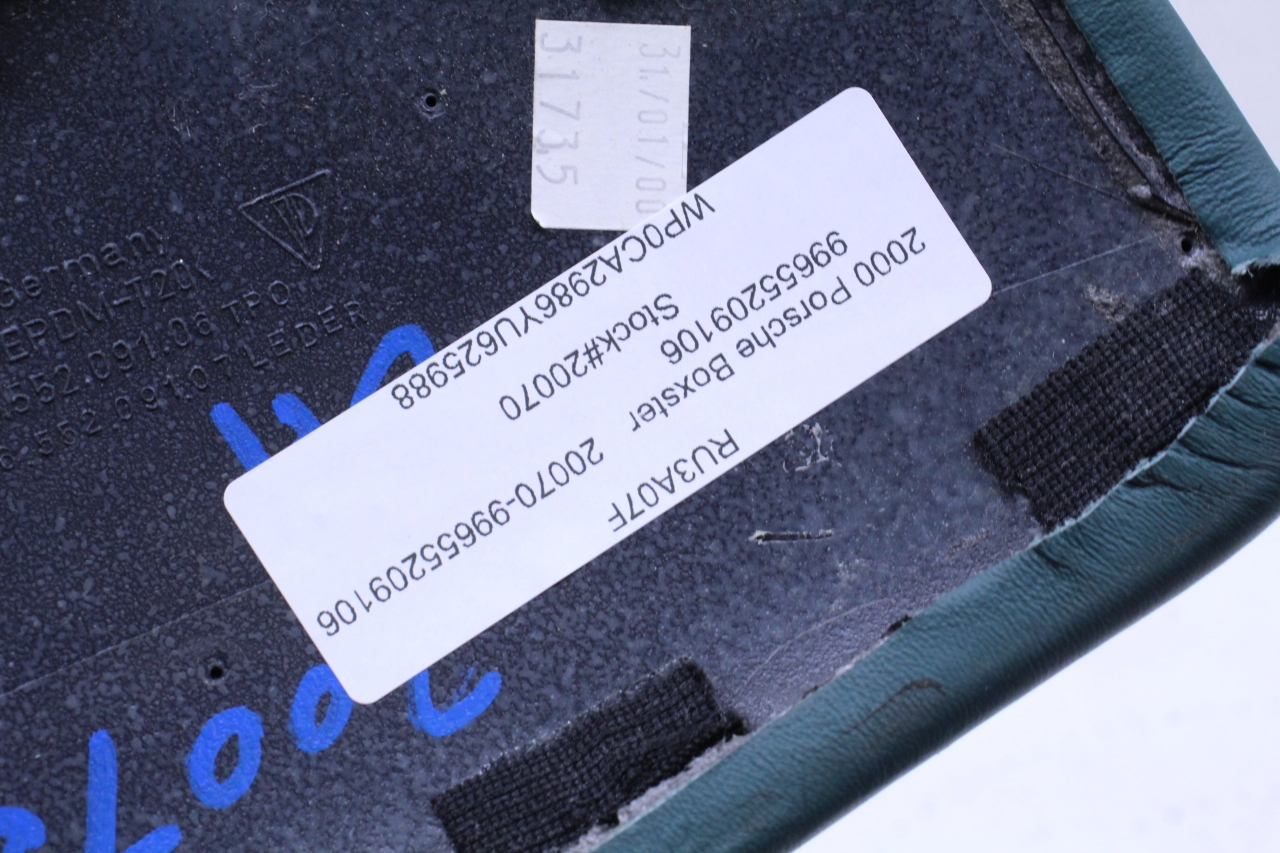 2000 Porsche Boxster
RU3A07F
99655209106
20070-99655209106
Stock#20070
WP0CA2986YU625988
31735
31/01/00
Germany
EPDM-T20
552.091.06 TPO
552.091.07 LEDER